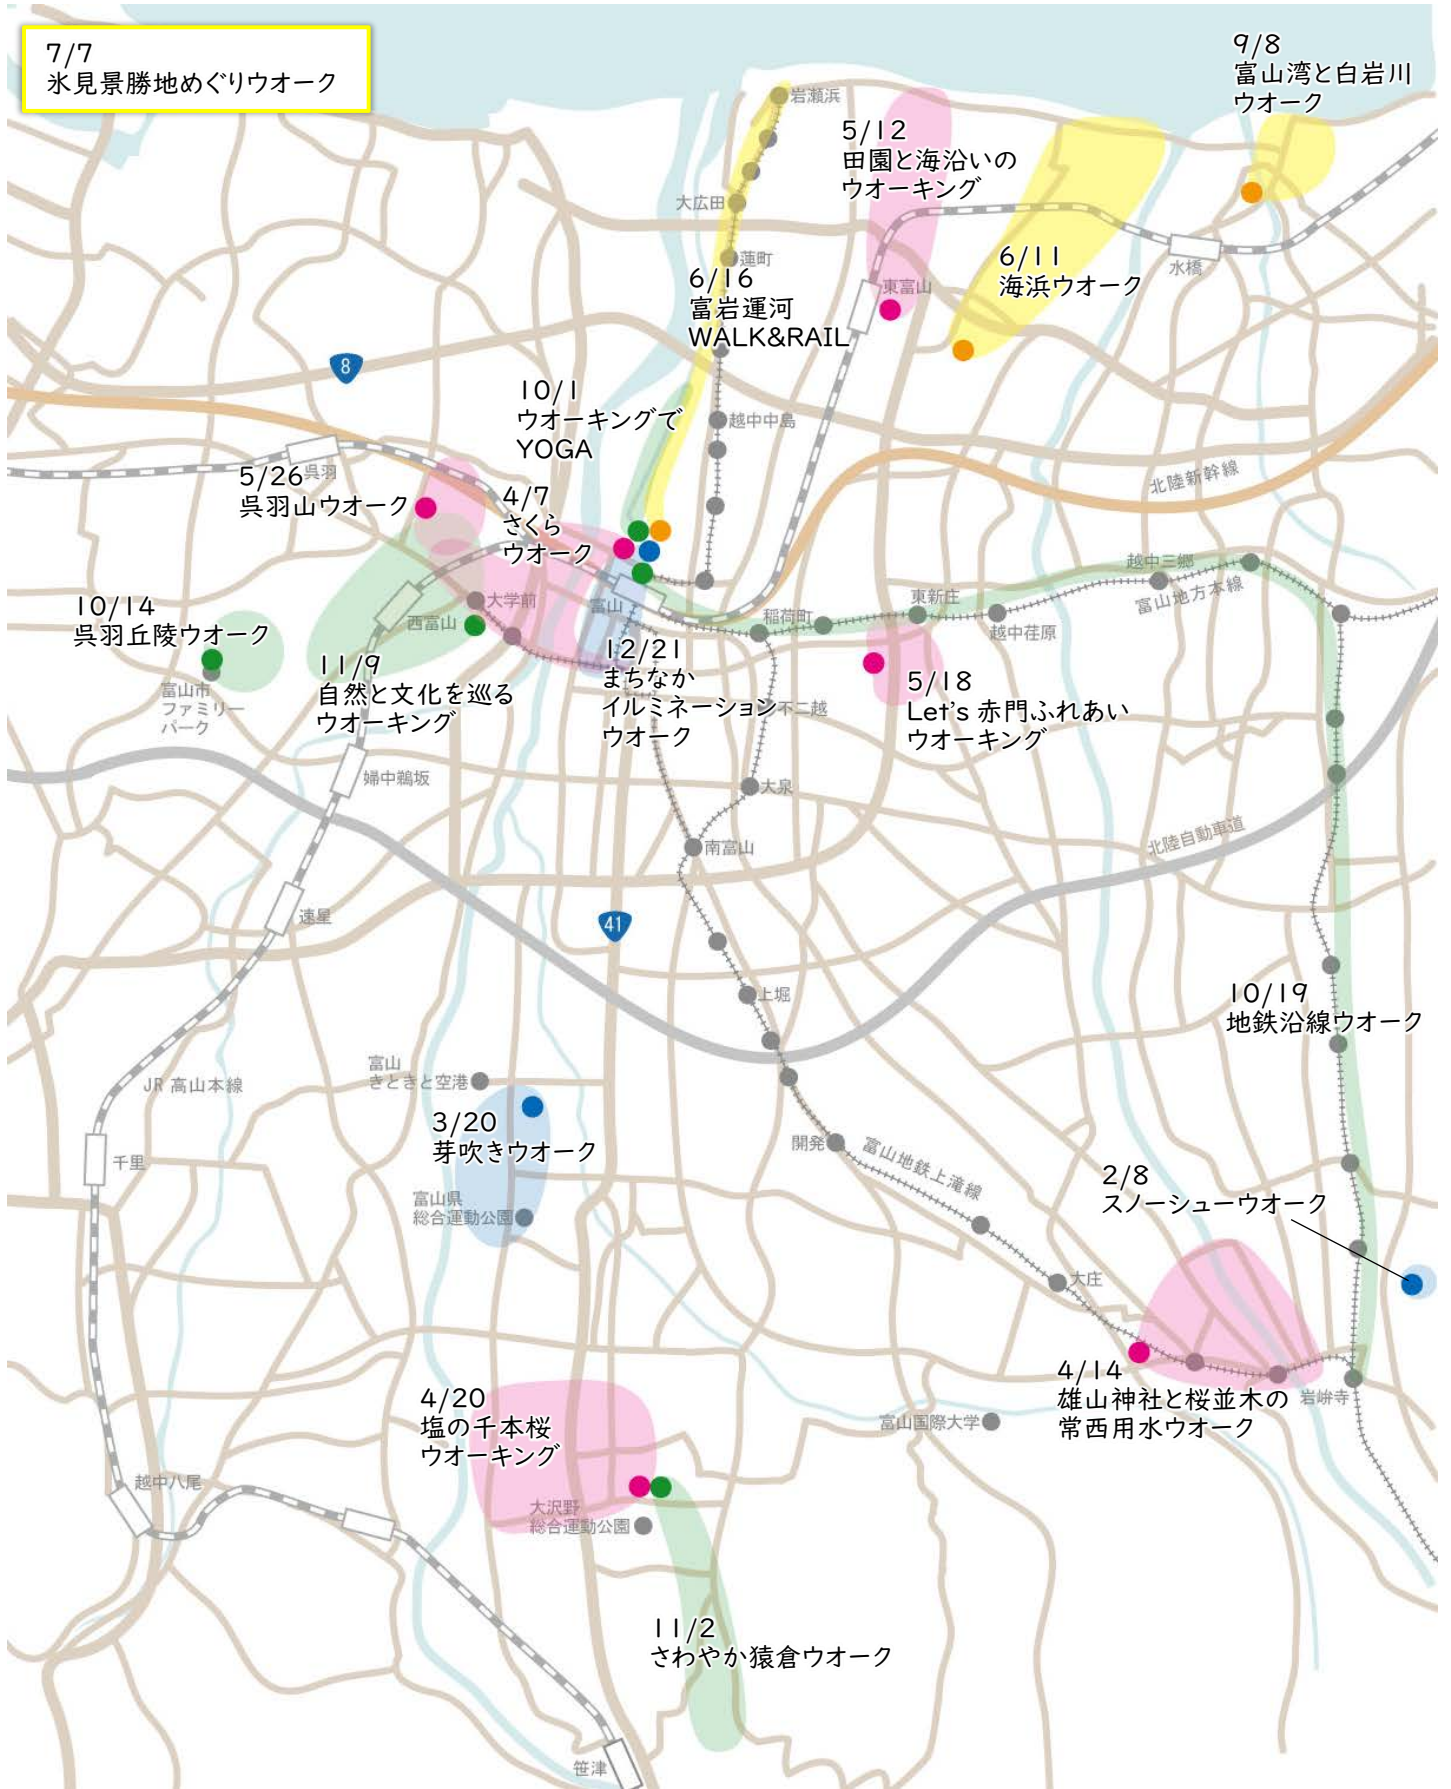 7/7
氷見景勝地めぐりウオーク
9/8
富山湾と白岩川
ウオーク
岩瀬浜
5/12
田園と海沿いの
ウオーキング
大広田
蓮町
6/11
海浜ウオーク
水橋
6/16
富岩運河
WALK&RAIL
東富山
8
10/1
ウオーキングで
YOGA
越中中島
北陸新幹線
呉羽
5/26
呉羽山ウオーク
4/7
さくら
ウオーク
越中三郷
富山地方本線
10/14
呉羽丘陵ウオーク
大学前
西富山
富山
稲荷町
東新庄
越中荏原
富山市
ファミリー
パーク
11/9
自然と文化を巡る
ウオーキング
12/21
まちなか
イルミネーション
ウオーク
不二越
5/18
Let's 赤門ふれあい
ウオーキング
婦中鵜坂
大泉
南富山
北陸自動車道
速星
41
上堀
10/19
地鉄沿線ウオーク
JR 高山本線
富山
きときと空港
3/20
芽吹きウオーク
開発
富山地鉄上滝線
千里
富山県
総合運動公園
2/8
スノーシューウオーク
大庄
4/14
雄山神社と桜並木の
常西用水ウオーク
岩峅寺
4/20
塩の千本桜
ウオーキング
富山国際大学
越中八尾
大沢野
総合運動公園
11/2
さわやか猿倉ウオーク
笹津